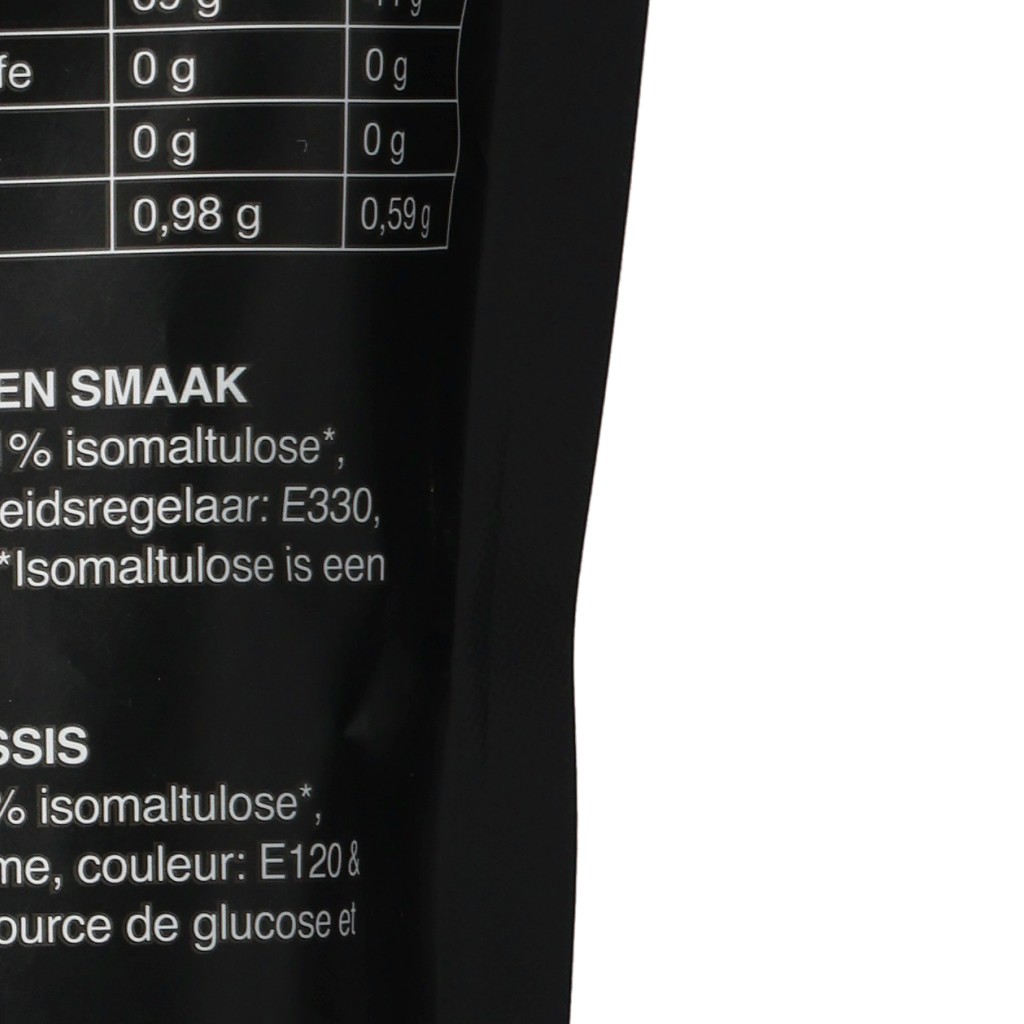 fe 0 g 0 g
0 g 0 g
0,98 g 0,59 g
EN SMAAK
% isomaltulose*,
eidsregelaar: E330,
*Isomaltulose is een
SSIS
% isomaltulose*,
me, couleur: E120 &
ource de glucose et